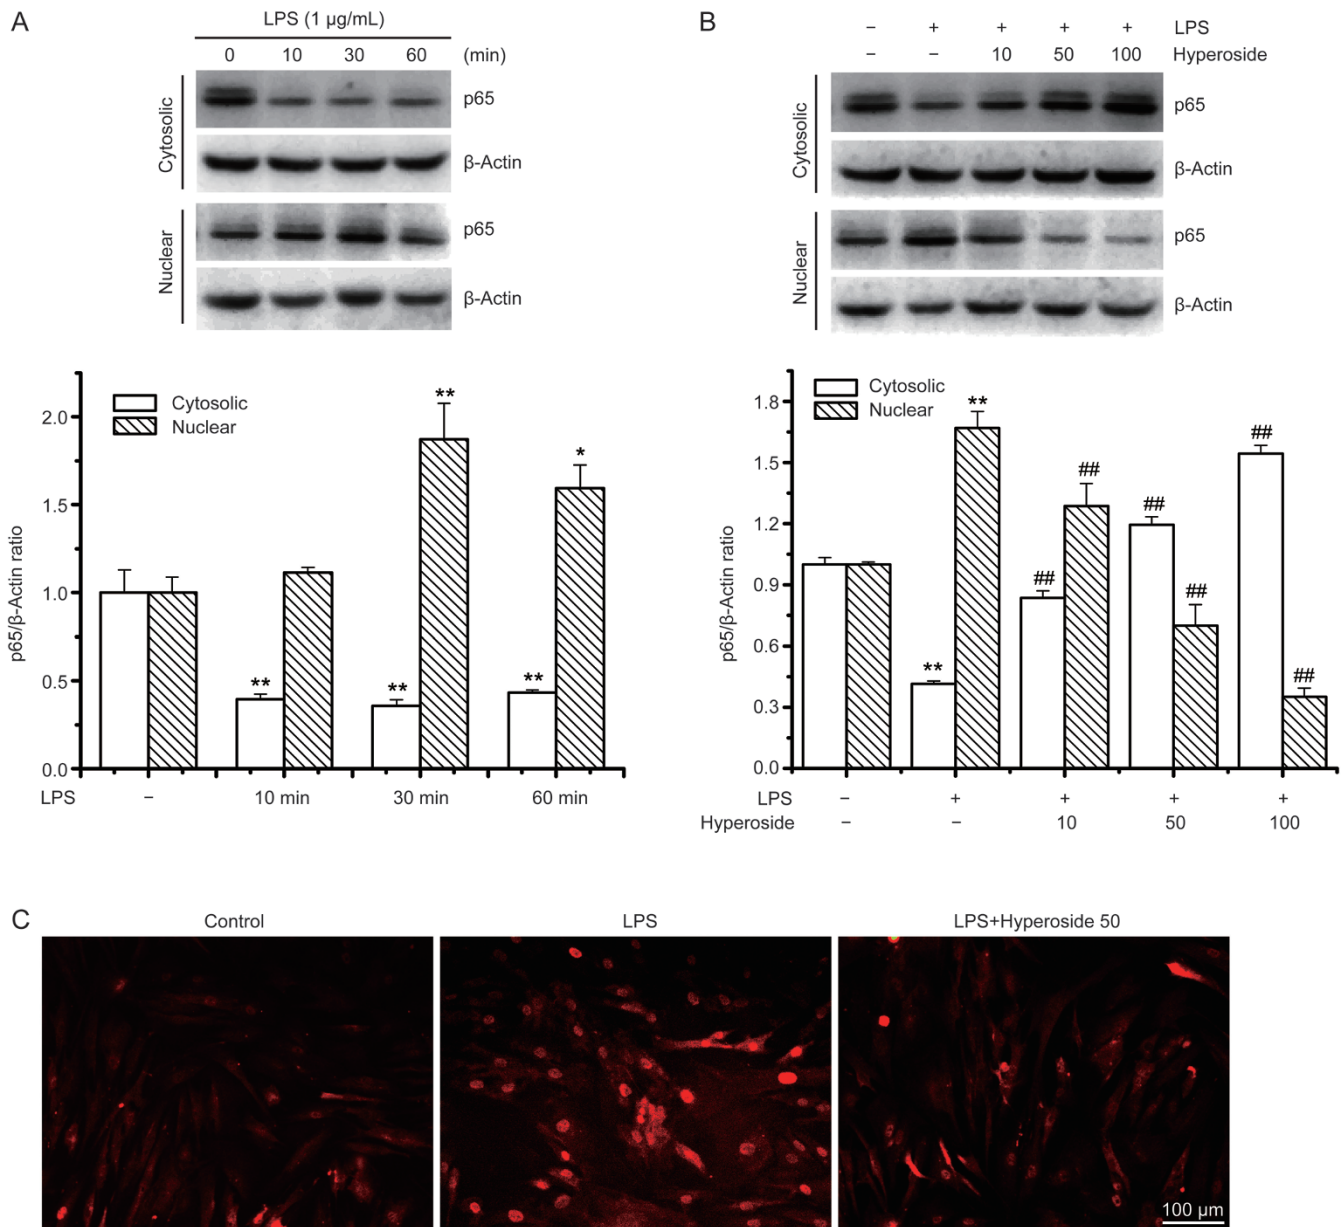 A
LPS (1 μg/mL)
0 10 30 60 (min)
Cytosolic
p65
β-Actin
Nuclear
p65
β-Actin
Cytosolic
Nuclear
p65/β-Actin ratio
2.0
1.5
1.0
0.5
0.0
** ** ** ** *
LPS – 10 min 30 min 60 min
B
– + + + + LPS
– – 10 50 100 Hyperoside
Cytosolic
p65
β-Actin
Nuclear
p65
β-Actin
Cytosolic
Nuclear
p65/β-Actin ratio
1.8
1.5
1.2
0.9
0.6
0.3
0.0
** ** ## ## ## ## ## ##
LPS – + + + +
Hyperoside – – 10 50 100
C
Control LPS LPS+Hyperoside 50
100 μm